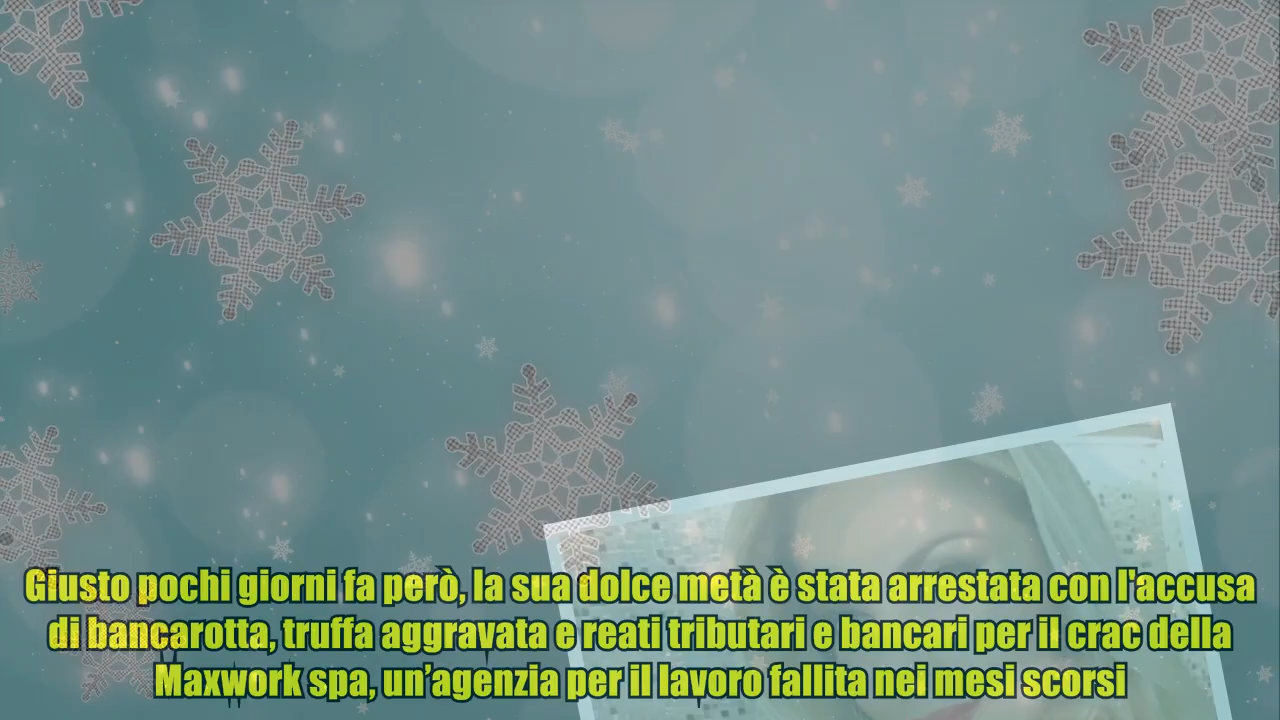 Giusto pochi giorni fa però, la sua dolce metà è stata arrestata con l'accusa
di bancarotta, truffa aggravata e reati tributari e bancari per il crac della
Maxwork spa, un’agenzia per il lavoro fallita nei mesi scorsi